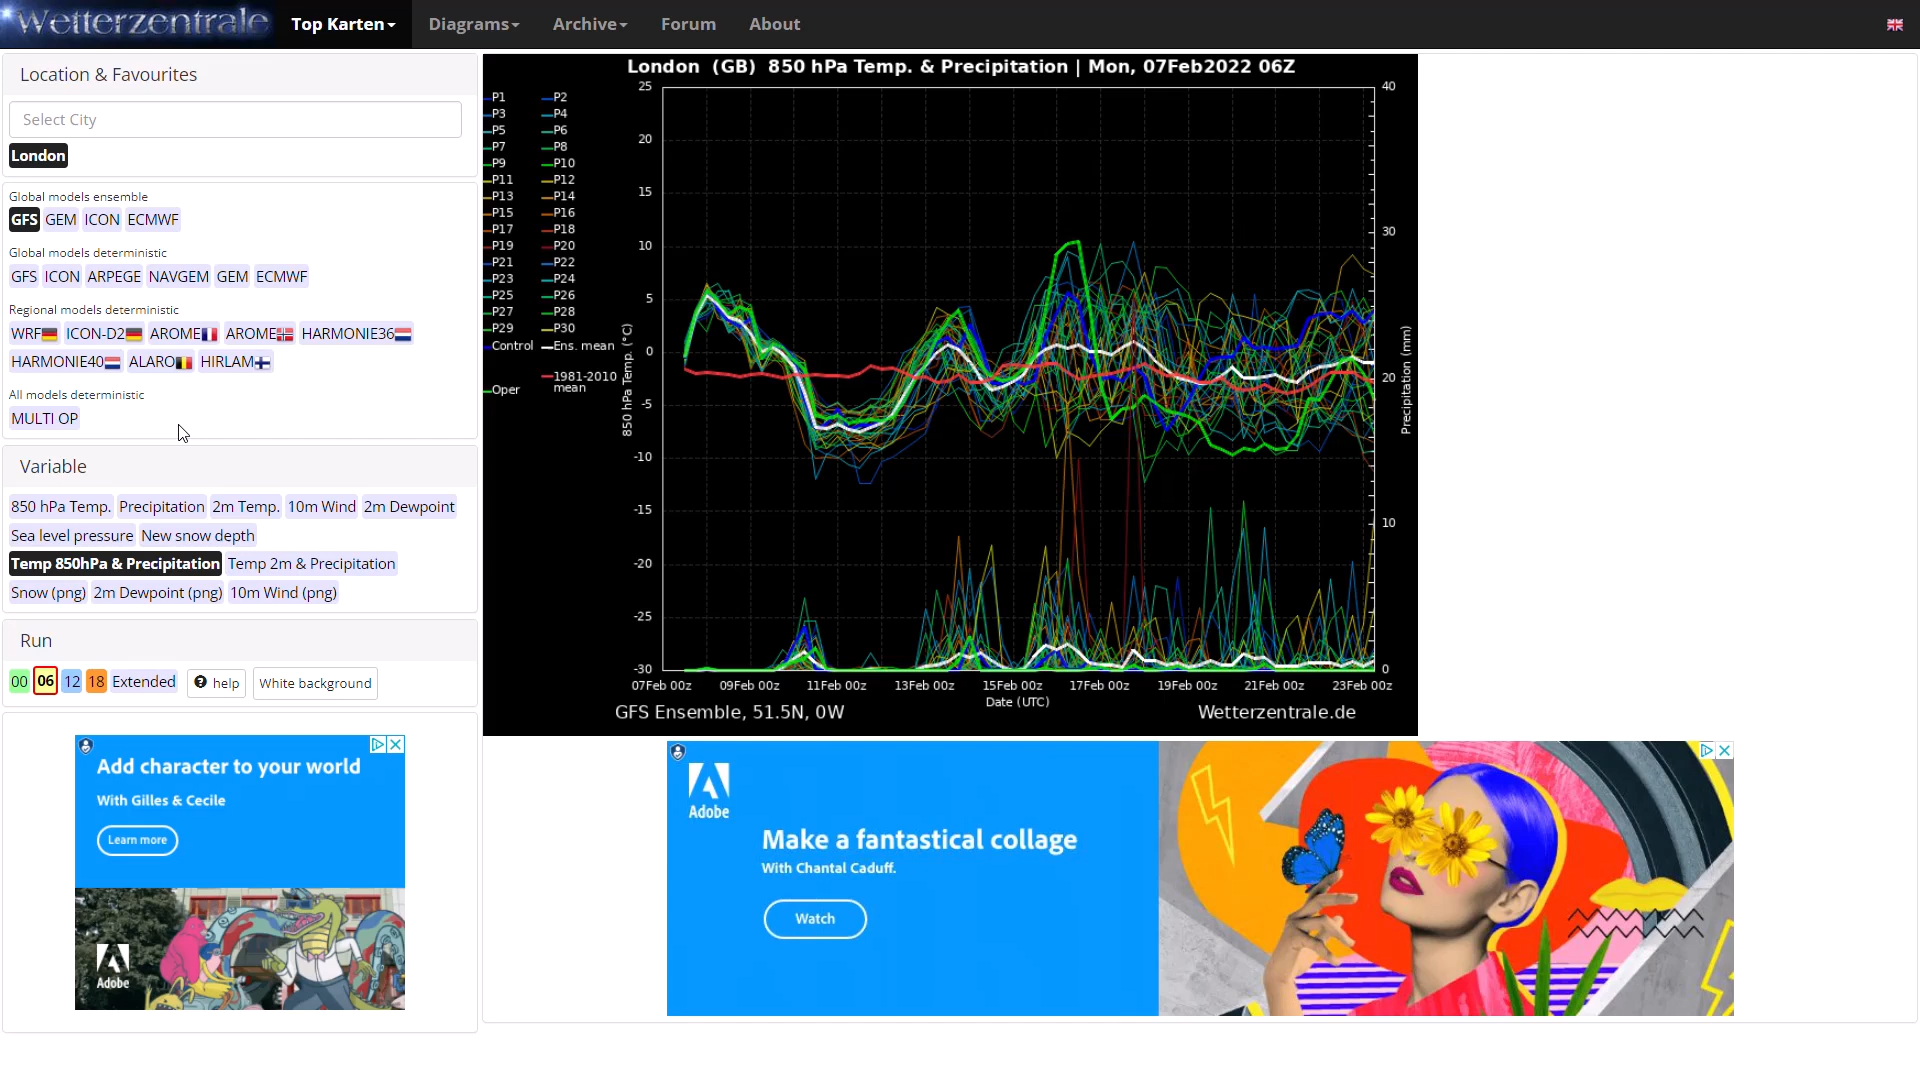 Wetterzentrale
Top Karten
Diagrams
Archive
Forum
About
Location & Favourites
Select City
London
Global models ensemble
GFS GEM ICON ECMWF
Global models deterministic
GFS ICON ARPEGE NAVGEM GEM ECMWF
Regional models deterministic
WRF ICON-D2 AROME AROME HARMONIE36
HARMONIE40 ALARO HIRLAM
All models deterministic
MULTI OP
Variable
850 hPa Temp. Precipitation 2m Temp. 10m Wind 2m Dewpoint
Sea level pressure New snow depth
Temp 850hPa & Precipitation Temp 2m & Precipitation
Snow (png) 2m Dewpoint (png) 10m Wind (png)
Run
00 06 12 18 Extended ? help White background
Add character to your world
With Gilles & Cecile
Learn more
Adobe
London (GB) 850 hPa Temp. & Precipitation | Mon, 07Feb2022 06Z
P1 P2
P3 P4
P5 P6
P7 P8
P9 P10
P11 P12
P13 P14
P15 P16
P17 P18
P19 P20
P21 P22
P23 P24
P25 P26
P27 P28
P29 P30
Control Ens. mean
1981-2010
mean
Oper
850 hPa Temp. (°C)
25
20
15
10
5
0
-5
-10
-15
-20
-25
-30
40
30
20
10
0
Precipitation (mm)
07Feb 00z 09Feb 00z 11Feb 00z 13Feb 00z 15Feb 00z 17Feb 00z 19Feb 00z 21Feb 00z 23Feb 00z
Date (UTC)
GFS Ensemble, 51.5N, 0W
Wetterzentrale.de
Adobe
Make a fantastical collage
With Chantal Caduff.
Watch